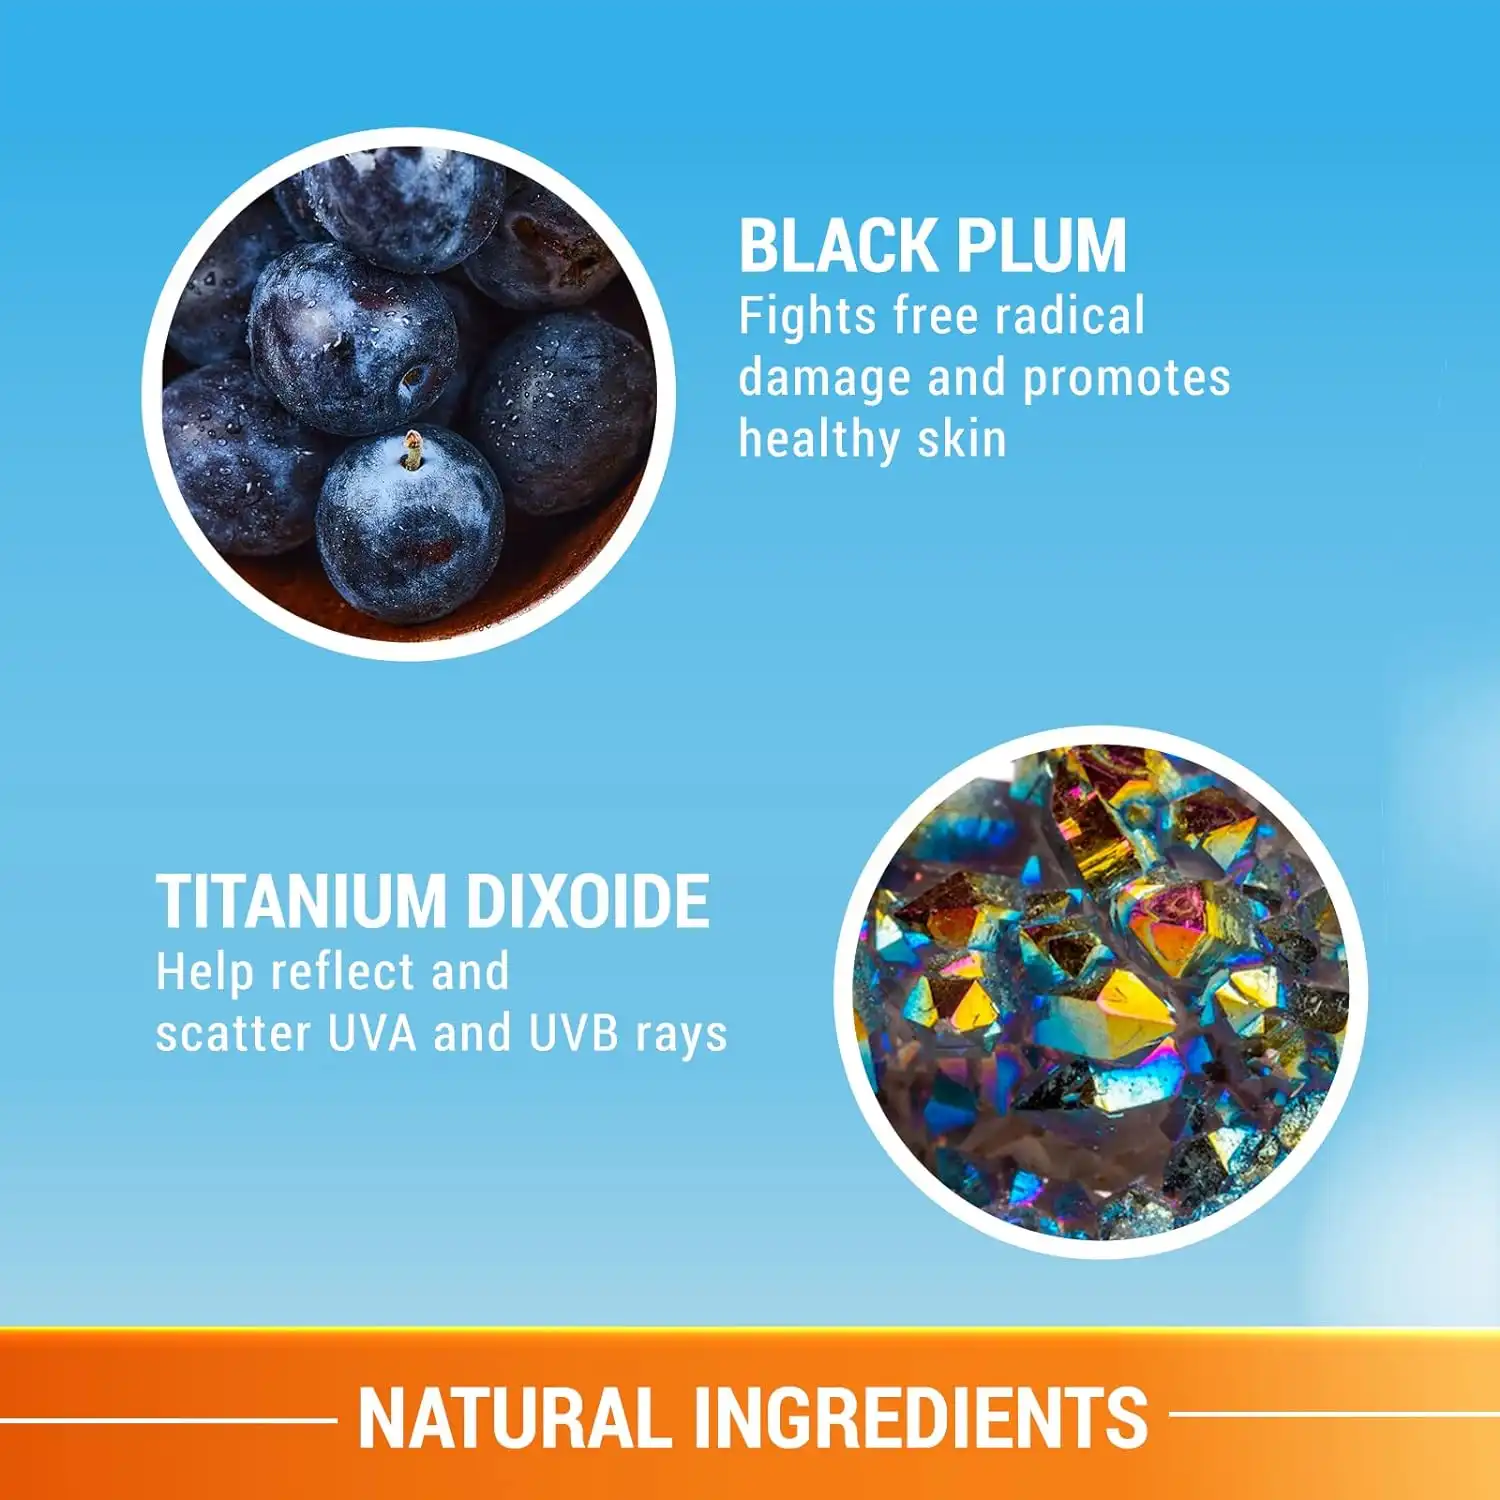 BLACK PLUM
Fights free radical
damage and promotes
healthy skin
TITANIUM DIXOIDE
Help reflect and
scatter UVA and UVB rays
NATURAL INGREDIENTS